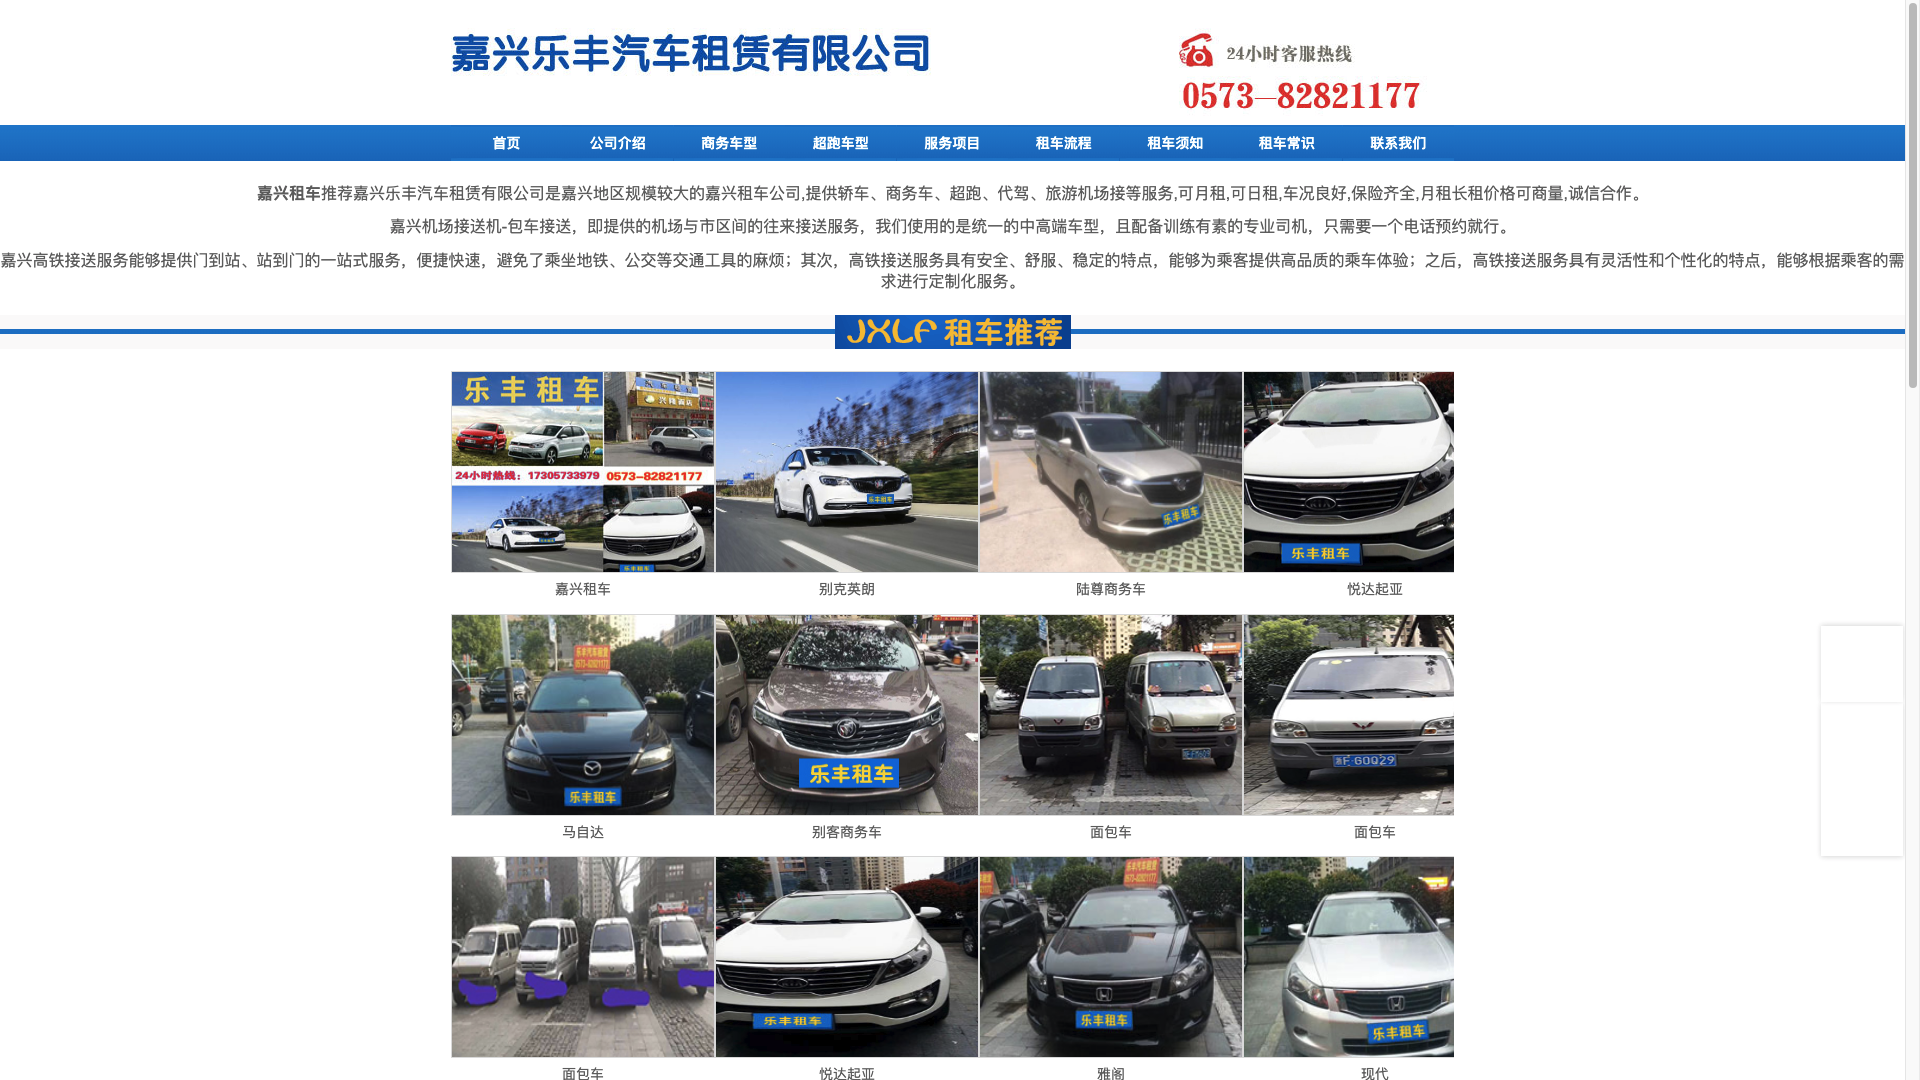 嘉兴乐丰汽车租赁有限公司
24小时客服热线
0573—82821177
首页 公司介绍 商务车型 超跑车型 服务项目 租车流程 租车须知 租车常识 联系我们
嘉兴租车推荐嘉兴乐丰汽车租赁有限公司是嘉兴地区规模较大的嘉兴租车公司,提供轿车、商务车、超跑、代驾、旅游机场接等服务,可月租,可日租,车况良好,保险齐全,月租长租价格可商量,诚信合作。
嘉兴机场接送机-包车接送，即提供的机场与市区间的往来接送服务，我们使用的是统一的中高端车型，且配备训练有素的专业司机，只需要一个电话预约就行。
嘉兴高铁接送服务能够提供门到站、站到门的一站式服务，便捷快速，避免了乘坐地铁、公交等交通工具的麻烦；其次，高铁接送服务具有安全、舒服、稳定的特点，能够为乘客提供高品质的乘车体验；之后，高铁接送服务具有灵活性和个性化的特点，能够根据乘客的需
求进行定制化服务。
JXLF 租车推荐
乐丰租车
24小时热线：17305733979 0573-82821177
乐丰租车
乐丰租车
乐丰租车
KIA
乐丰租车
嘉兴租车 别克英朗 陆尊商务车 悦达起亚
乐丰汽车租赁
0573-82821177
乐丰租车
乐丰租车
浙F·60Q29
马自达 别客商务车 面包车 面包车
乐丰租车
乐丰汽车租赁
0573-82821177
乐丰租车
乐丰租车
面包车 悦达起亚 雅阁 现代